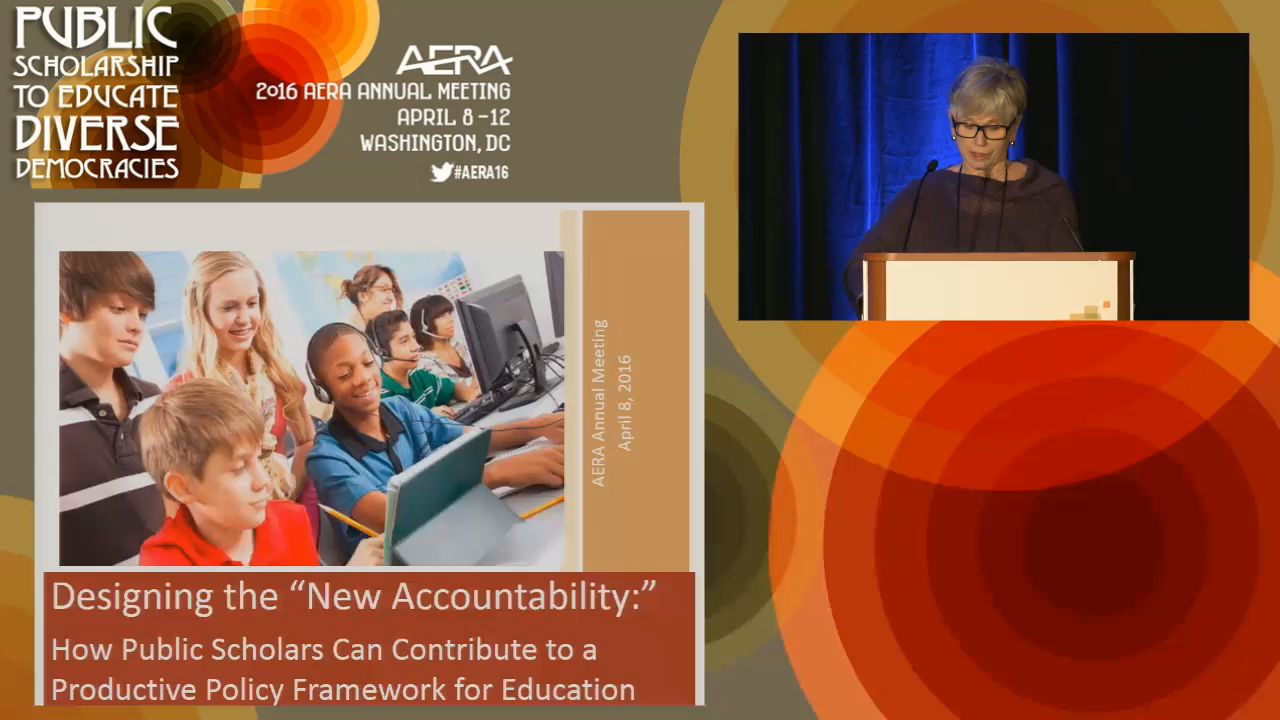 PUBLIC
SCHOLARSHIP
TO EDUCATE
DIVERSE
DEMOCRACIES
AERA
2016 AERA ANNUAL MEETING
APRIL 8 – 12
WASHINGTON, DC
#AERA16
AERA Annual Meeting
April 8, 2016
Designing the “New Accountability:”
How Public Scholars Can Contribute to a
Productive Policy Framework for Education